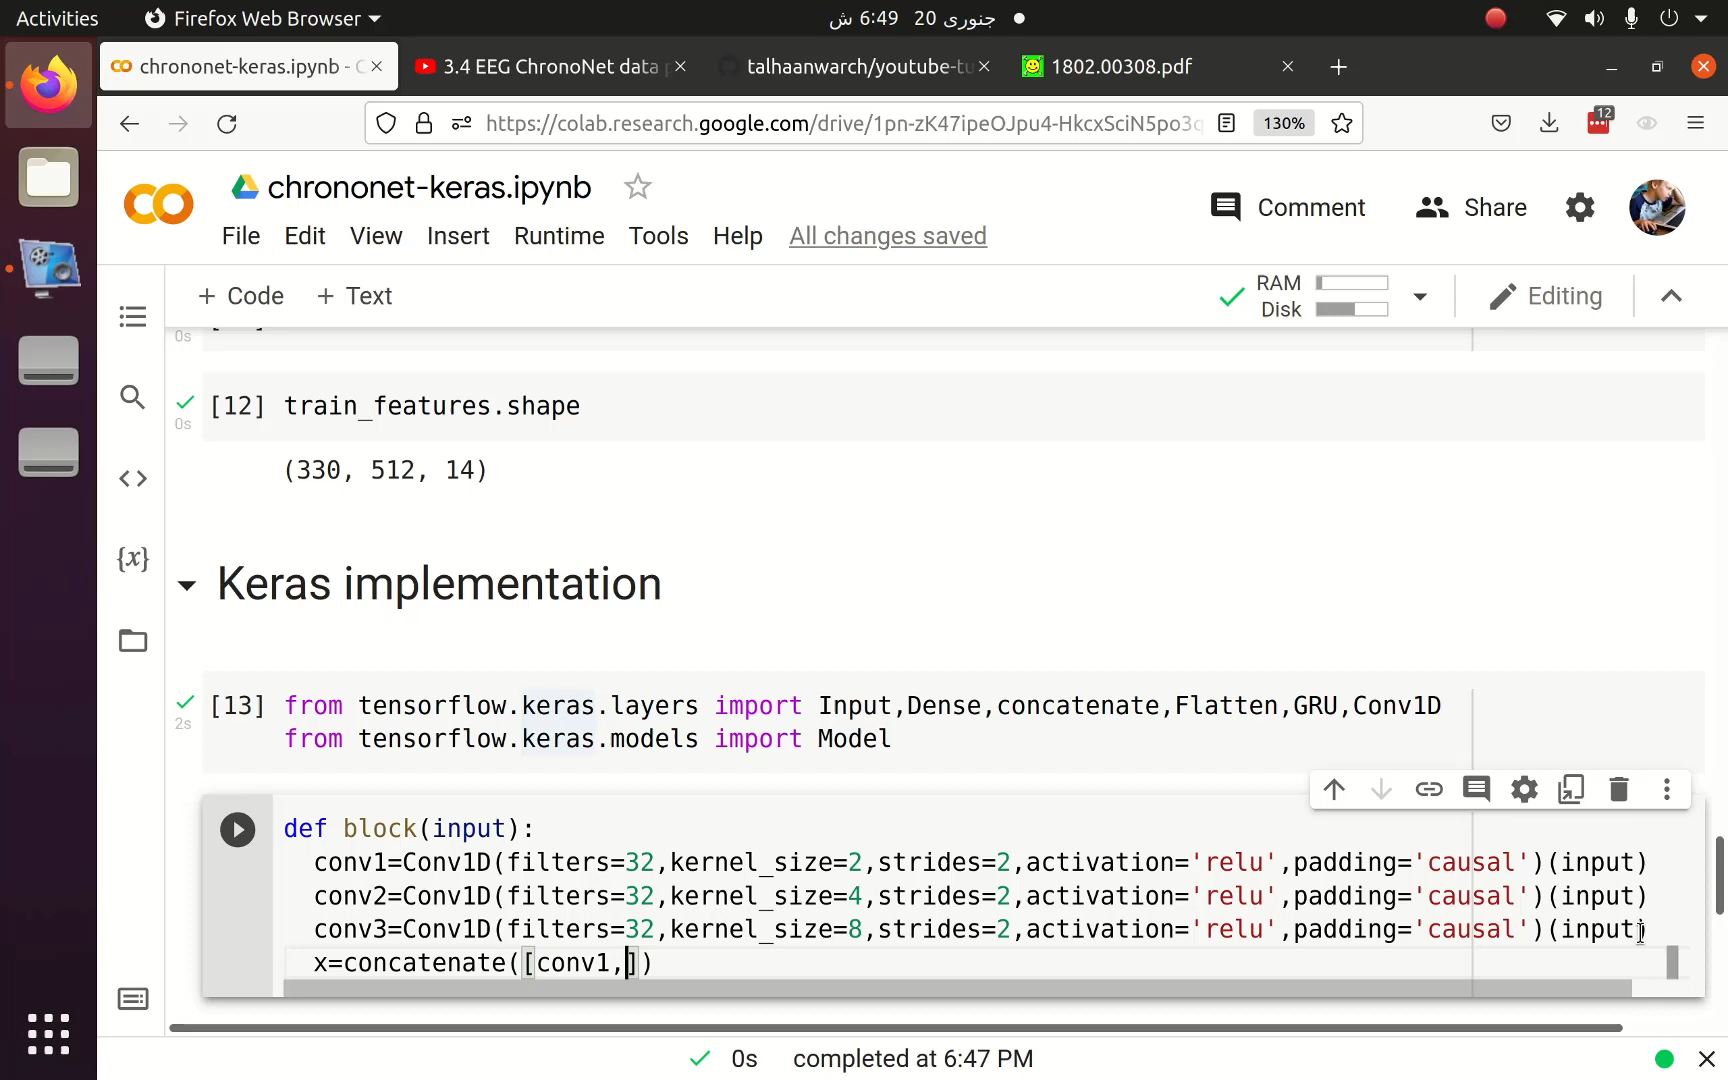 Activities
Firefox Web Browser
جنوری 20  6:49 ش
chrononet-keras.ipynb - C
3.4 EEG ChronoNet data p
talhaanwarch/youtube-tu
1802.00308.pdf
https://colab.research.google.com/drive/1pn-zK47ipeOJpu4-HkcxSciN5po3q
130%
12
chrononet-keras.ipynb
File Edit View Insert Runtime Tools Help All changes saved
Comment
Share
+ Code + Text
RAM
Disk
Editing
0s
[12] train_features.shape
0s
(330, 512, 14)
{x}
Keras implementation
[13] from tensorflow.keras.layers import Input,Dense,concatenate,Flatten,GRU,Conv1D
2s
from tensorflow.keras.models import Model
def block(input):
conv1=Conv1D(filters=32,kernel_size=2,strides=2,activation='relu',padding='causal')(input)
conv2=Conv1D(filters=32,kernel_size=4,strides=2,activation='relu',padding='causal')(input)
conv3=Conv1D(filters=32,kernel_size=8,strides=2,activation='relu',padding='causal')(input)
x=concatenate([conv1,])
0s completed at 6:47 PM